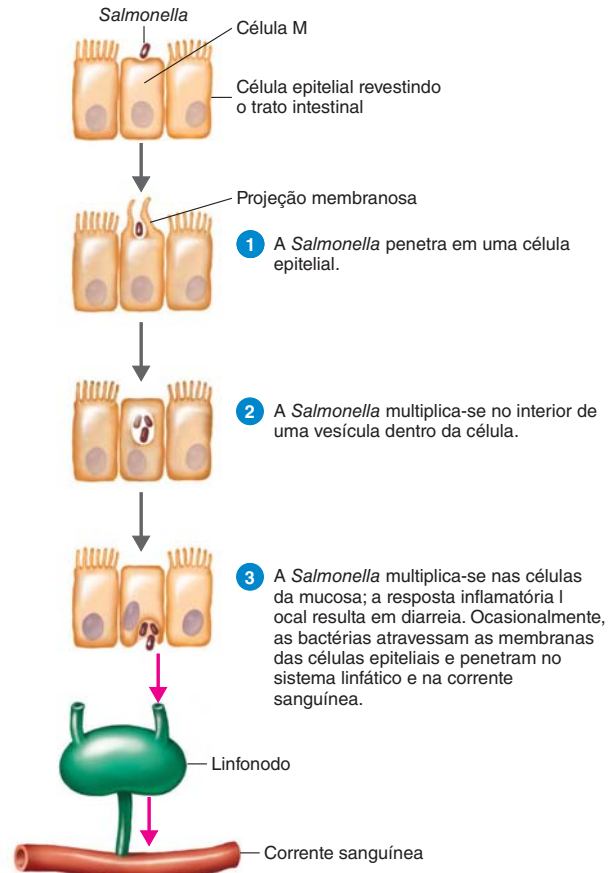 Salmonella
Célula M
Célula epitelial revestindo
o trato intestinal
Projeção membranosa
1 A Salmonella penetra em uma célula
epitelial.
2 A Salmonella multiplica-se no interior de
uma vesícula dentro da célula.
3 A Salmonella multiplica-se nas células
da mucosa; a resposta inflamatória l
ocal resulta em diarreia. Ocasionalmente,
as bactérias atravessam as membranas
das células epiteliais e penetram no
sistema linfático e na corrente
sanguínea.
Linfonodo
Corrente sanguínea